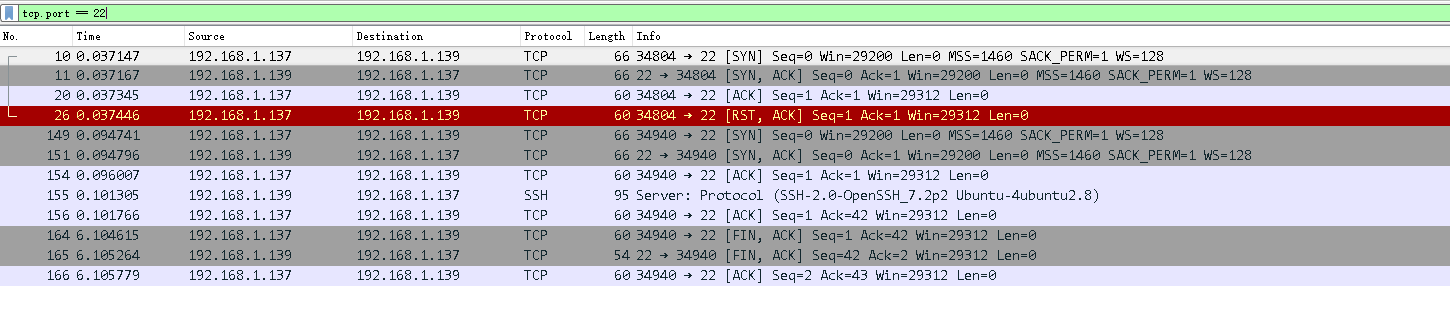 tcp.port == 22
No. Time Source Destination Protocol Length Info
10 0.037147 192.168.1.137 192.168.1.139 TCP 66 34804 → 22 [SYN] Seq=0 Win=29200 Len=0 MSS=1460 SACK_PERM=1 WS=128
11 0.037167 192.168.1.139 192.168.1.137 TCP 66 22 → 34804 [SYN, ACK] Seq=0 Ack=1 Win=29200 Len=0 MSS=1460 SACK_PERM=1 WS=128
20 0.037345 192.168.1.137 192.168.1.139 TCP 60 34804 → 22 [ACK] Seq=1 Ack=1 Win=29312 Len=0
26 0.037446 192.168.1.137 192.168.1.139 TCP 60 34804 → 22 [RST, ACK] Seq=1 Ack=1 Win=29312 Len=0
149 0.094741 192.168.1.137 192.168.1.139 TCP 66 34940 → 22 [SYN] Seq=0 Win=29200 Len=0 MSS=1460 SACK_PERM=1 WS=128
151 0.094796 192.168.1.139 192.168.1.137 TCP 66 22 → 34940 [SYN, ACK] Seq=0 Ack=1 Win=29200 Len=0 MSS=1460 SACK_PERM=1 WS=128
154 0.096007 192.168.1.137 192.168.1.139 TCP 60 34940 → 22 [ACK] Seq=1 Ack=1 Win=29312 Len=0
155 0.101305 192.168.1.139 192.168.1.137 SSH 95 Server: Protocol (SSH-2.0-OpenSSH_7.2p2 Ubuntu-4ubuntu2.8)
156 0.101766 192.168.1.137 192.168.1.139 TCP 60 34940 → 22 [ACK] Seq=1 Ack=42 Win=29312 Len=0
164 6.104615 192.168.1.137 192.168.1.139 TCP 60 34940 → 22 [FIN, ACK] Seq=1 Ack=42 Win=29312 Len=0
165 6.105264 192.168.1.139 192.168.1.137 TCP 54 22 → 34940 [FIN, ACK] Seq=42 Ack=2 Win=29312 Len=0
166 6.105779 192.168.1.137 192.168.1.139 TCP 60 34940 → 22 [ACK] Seq=2 Ack=43 Win=29312 Len=0